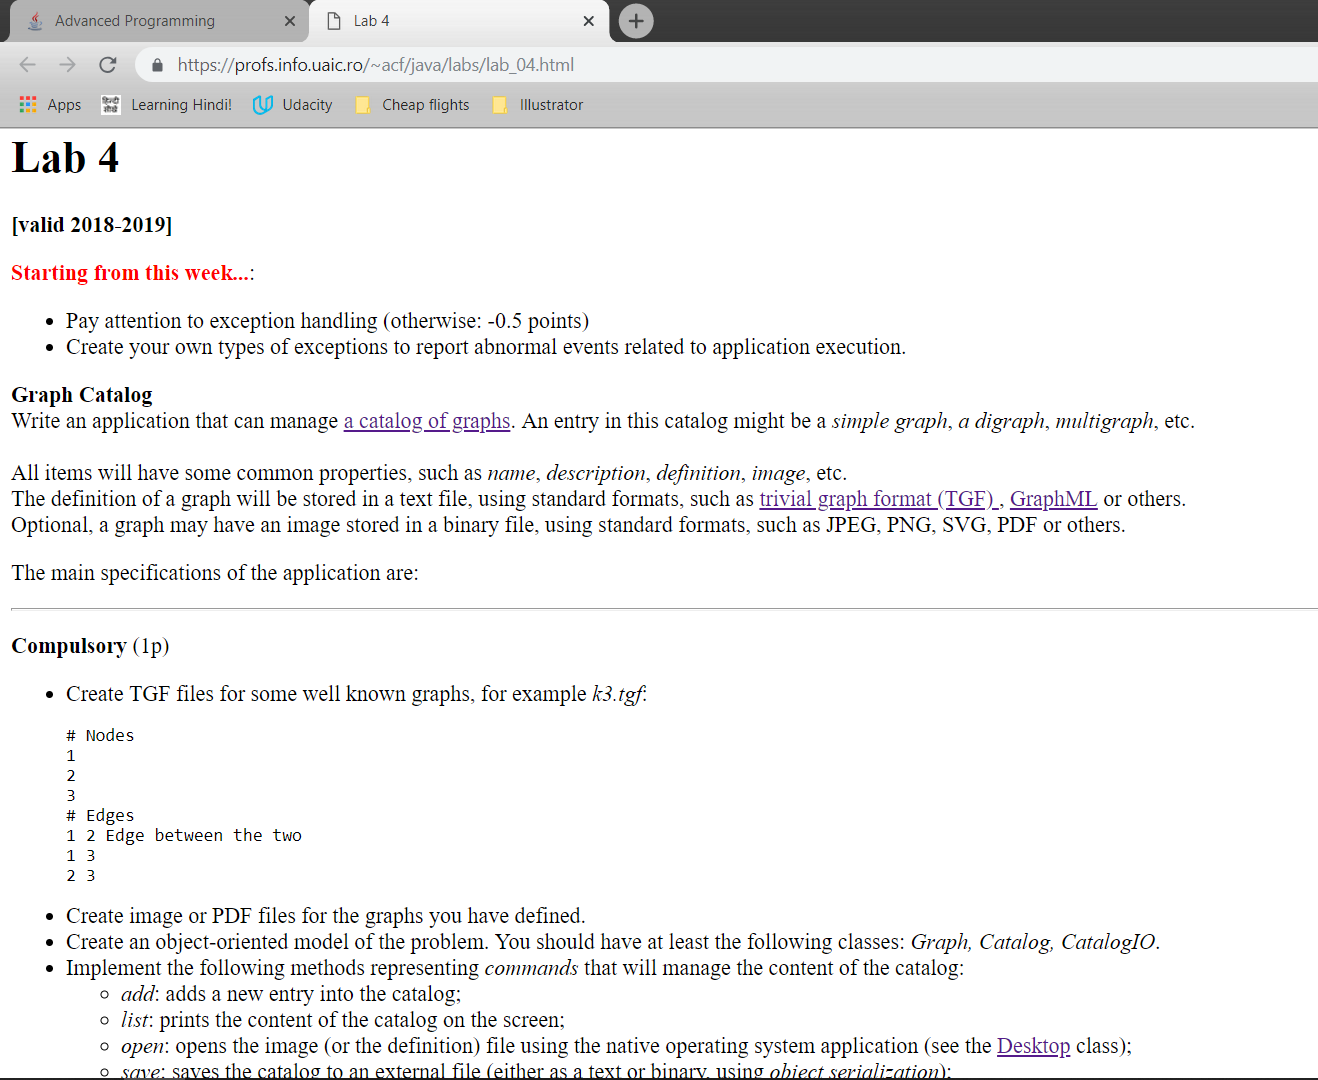 Advanced Programming
Lab 4
https://profs.info.uaic.ro/~acf/java/labs/lab_04.html
Apps
Learning Hindi!
Udacity
Cheap flights
Illustrator
Lab 4
[valid 2018-2019]
Starting from this week...:
• Pay attention to exception handling (otherwise: -0.5 points)
• Create your own types of exceptions to report abnormal events related to application execution.
Graph Catalog
Write an application that can manage a catalog of graphs. An entry in this catalog might be a simple graph, a digraph, multigraph, etc.
All items will have some common properties, such as name, description, definition, image, etc.
The definition of a graph will be stored in a text file, using standard formats, such as trivial graph format (TGF) , GraphML or others.
Optional, a graph may have an image stored in a binary file, using standard formats, such as JPEG, PNG, SVG, PDF or others.
The main specifications of the application are:
Compulsory (1p)
• Create TGF files for some well known graphs, for example k3.tgf:
# Nodes
1
2
3
# Edges
1 2 Edge between the two
1 3
2 3
• Create image or PDF files for the graphs you have defined.
• Create an object-oriented model of the problem. You should have at least the following classes: Graph, Catalog, CatalogIO.
• Implement the following methods representing commands that will manage the content of the catalog:
◦ add: adds a new entry into the catalog;
◦ list: prints the content of the catalog on the screen;
◦ open: opens the image (or the definition) file using the native operating system application (see the Desktop class);
◦ save: saves the catalog to an external file (either as a text or binary, using object serialization);